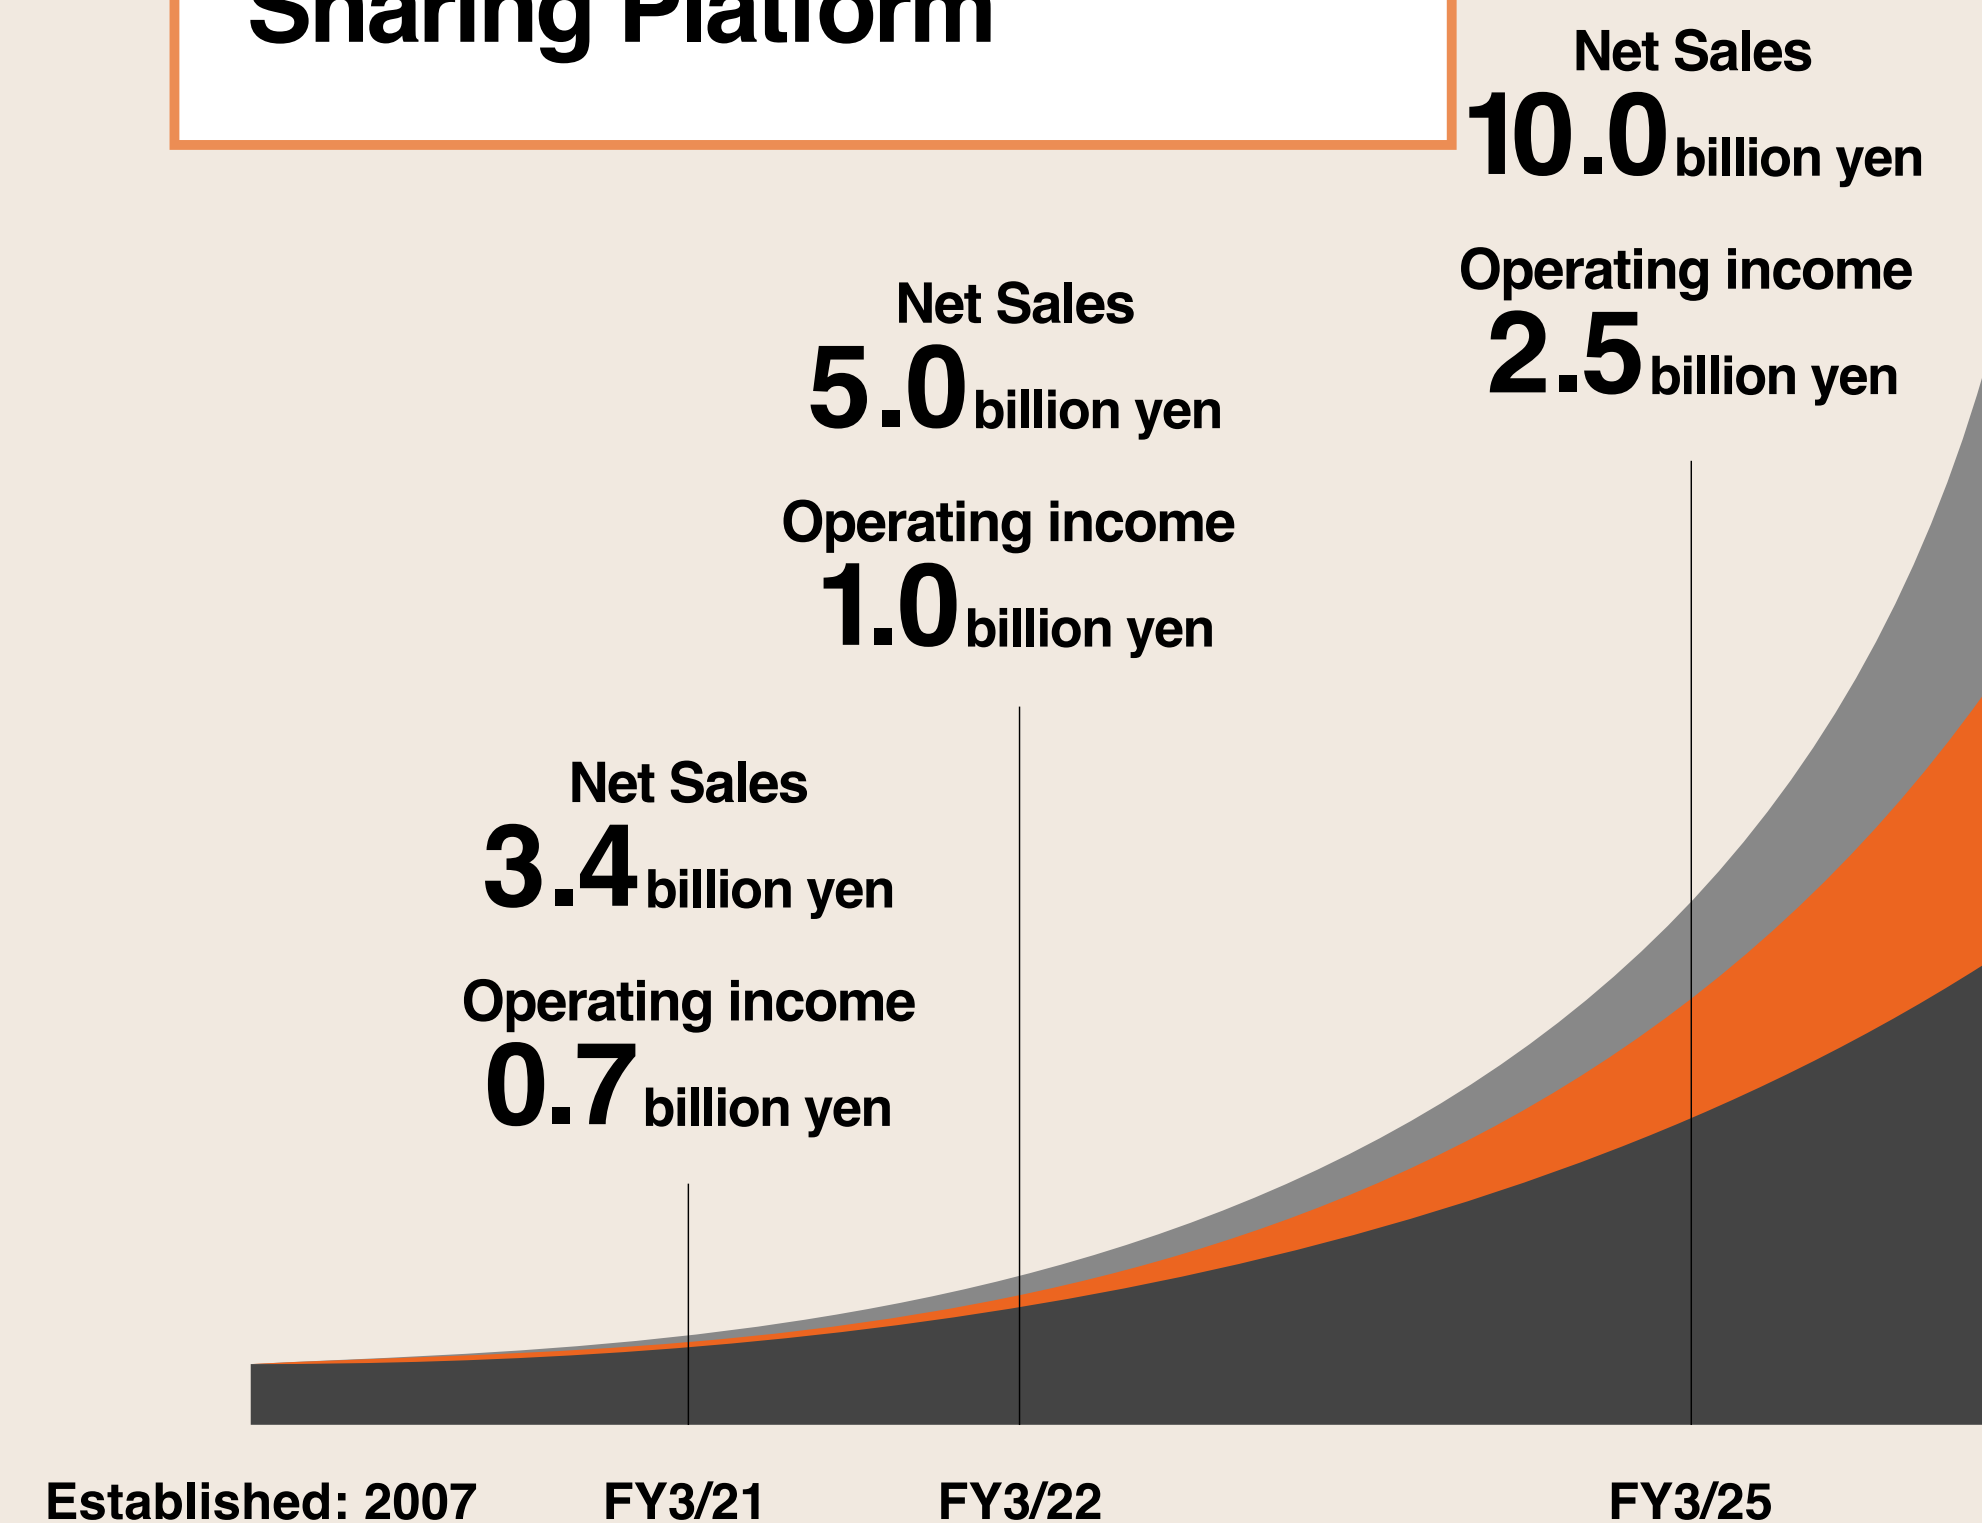 Sharing Platform
Net Sales
10.0 billion yen
Operating income
2.5 billion yen
Net Sales
5.0 billion yen
Operating income
1.0 billion yen
Net Sales
3.4 billion yen
Operating income
0.7 billion yen
Established: 2007
FY3/21
FY3/22
FY3/25